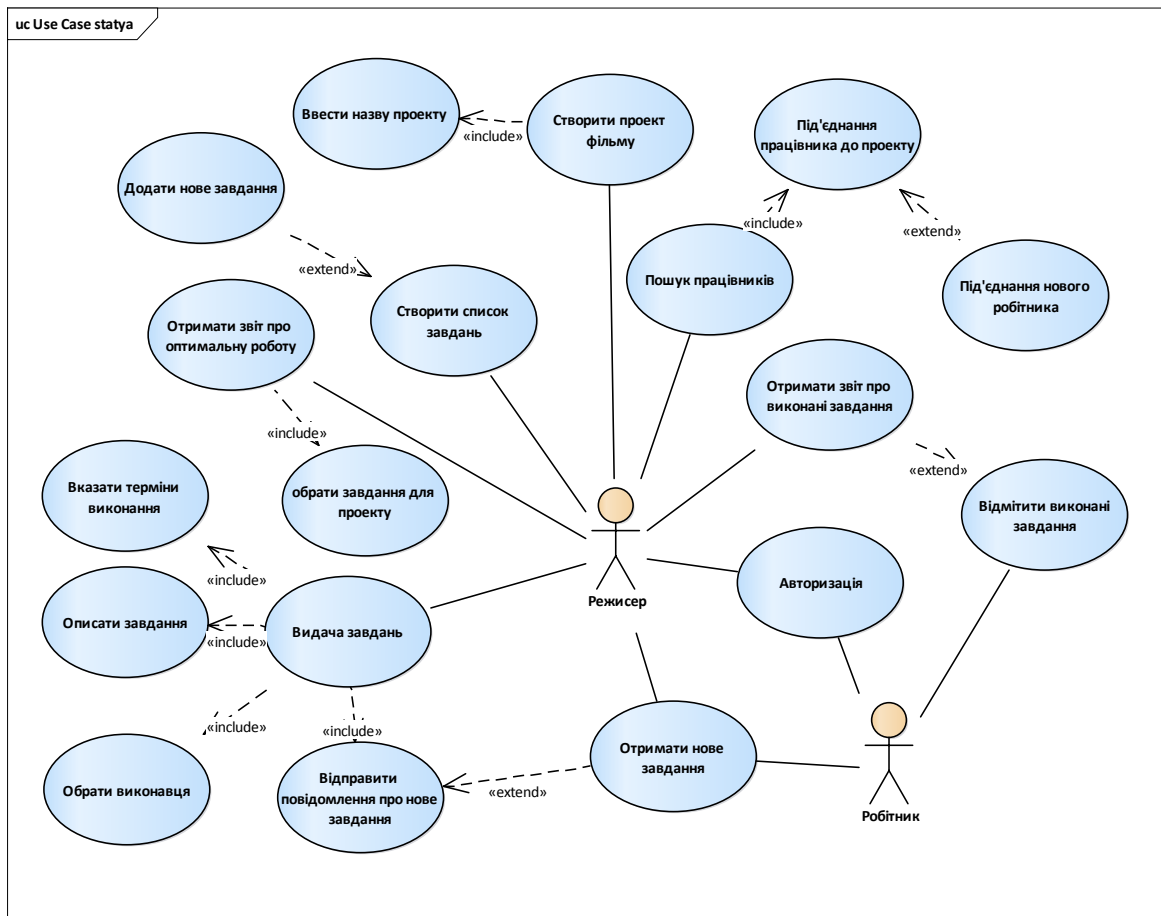 uc Use Case statya
Ввести назву проекту
«include»
Створити проект
фільму
Під'єднання
працівника до проекту
Додати нове завдання
«extend»
«include»
«extend»
Пошук працівників
Під'єднання нового
робітника
Отримати звіт про
оптимальну роботу
Створити список
завдань
Отримати звіт про
виконані завдання
«include»
«extend»
Вказати терміни
виконання
обрати завдання для
проекту
Відмітити виконані
завдання
«include»
Авторизація
Режисер
Описати завдання
«include»
Видача завдань
«include»
«include»
Обрати виконавця
Відправити
повідомлення про нове
завдання
«extend»
Отримати нове
завдання
Робітник